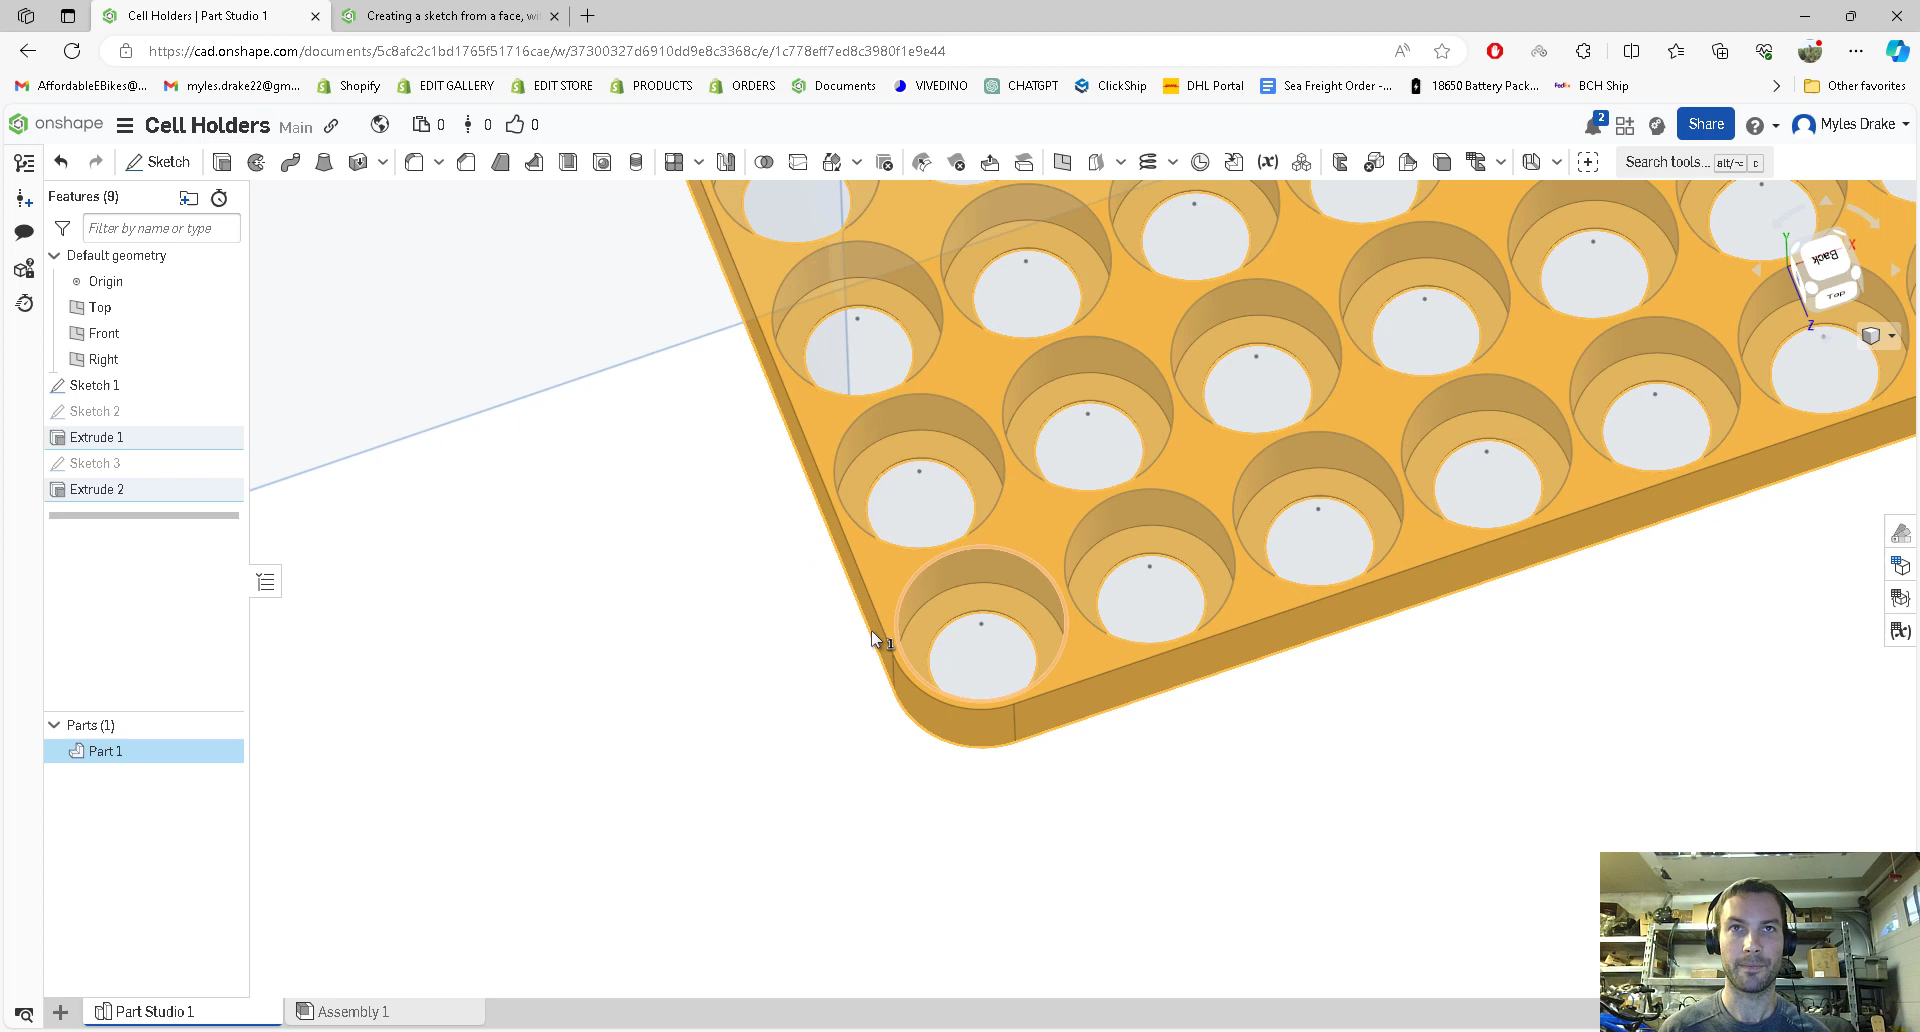 Cell Holders | Part Studio 1
Creating a sketch from a face, wi
https://cad.onshape.com/documents/5c8afc2c1bd1765f51716cae/w/37300327d6910dd9e8c3368c/e/1c778eff7ed8c3980f1e9e44
AffordableEBikes@...
myles.drake22@gm...
Shopify
EDIT GALLERY
EDIT STORE
PRODUCTS
ORDERS
Documents
VIVEDINO
CHATGPT
ClickShip
DHL Portal
Sea Freight Order -...
18650 Battery Pack...
BCH Ship
Other favorites
onshape
Cell Holders Main
0
0
0
2
Share
Myles Drake
Sketch
Search tools... alt/⌥ c
Features (9)
Filter by name or type
Default geometry
Origin
Top
Front
Right
Sketch 1
Sketch 2
Extrude 1
Sketch 3
Extrude 2
Parts (1)
Part 1
Y
X
Back
Top
Z
1
Part Studio 1
Assembly 1